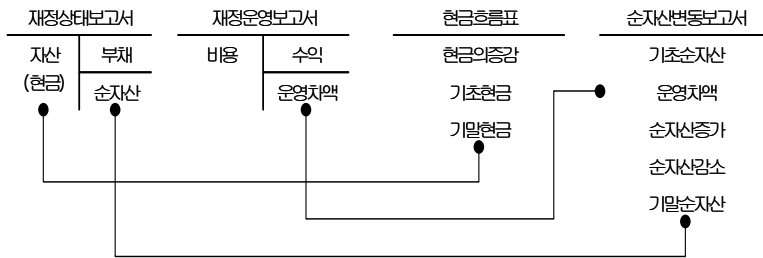 재정상태보고서
자산
(현금)
부채
순자산
재정운영보고서
비용
수익
운영차액
현금흐름표
현금의증감
기초현금
기말현금
순자산변동보고서
기초순자산
운영차액
순자산증가
순자산감소
기말순자산